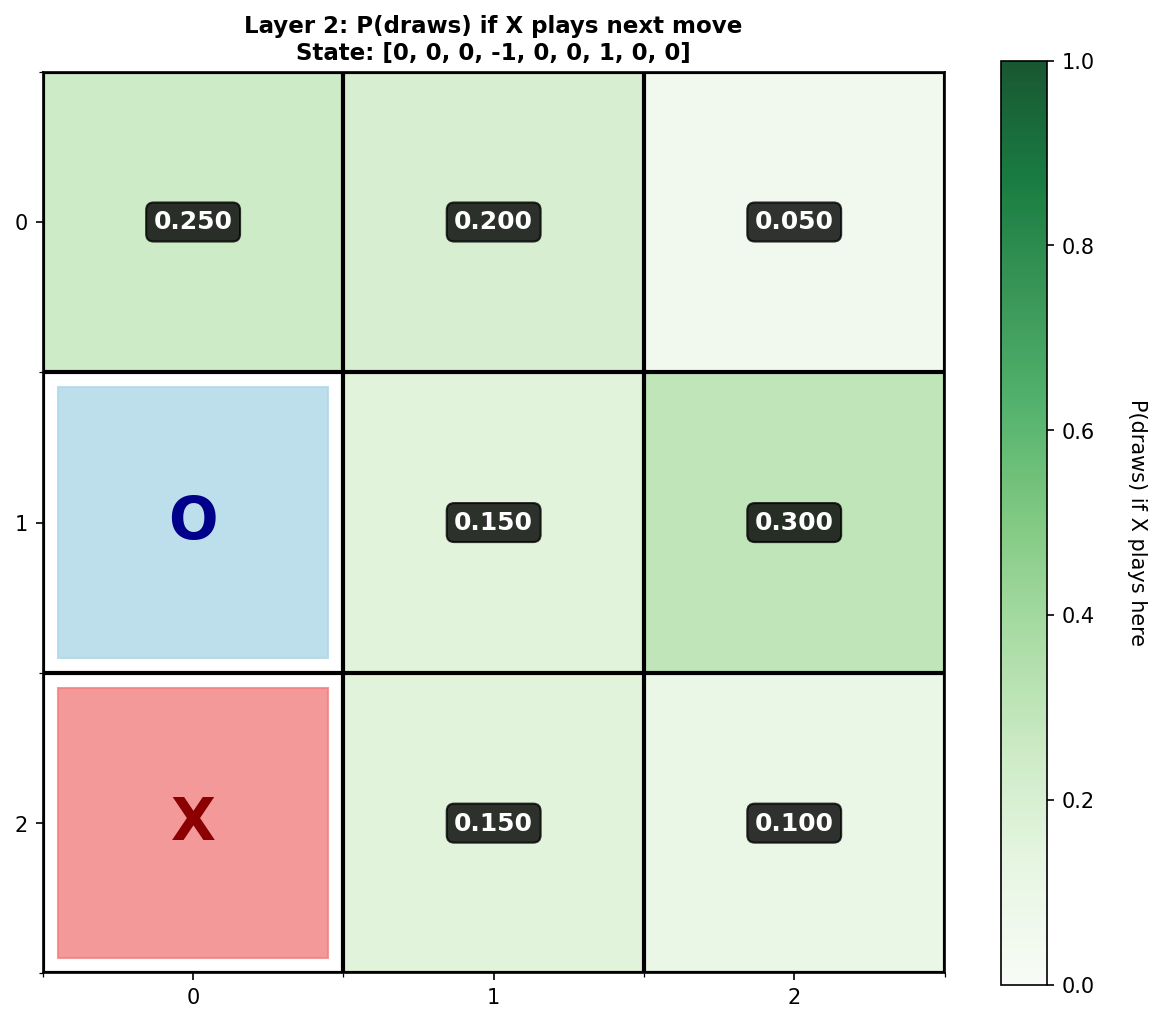 Layer 2: P(draws) if X plays next move
State: [0, 0, 0, -1, 0, 0, 1, 0, 0]
0.250 0.200 0.050
O 0.150 0.300
X 0.150 0.100
0
1
2
0 1 2
1.0
0.8
0.6
0.4
0.2
0.0
P(draws) if X plays here